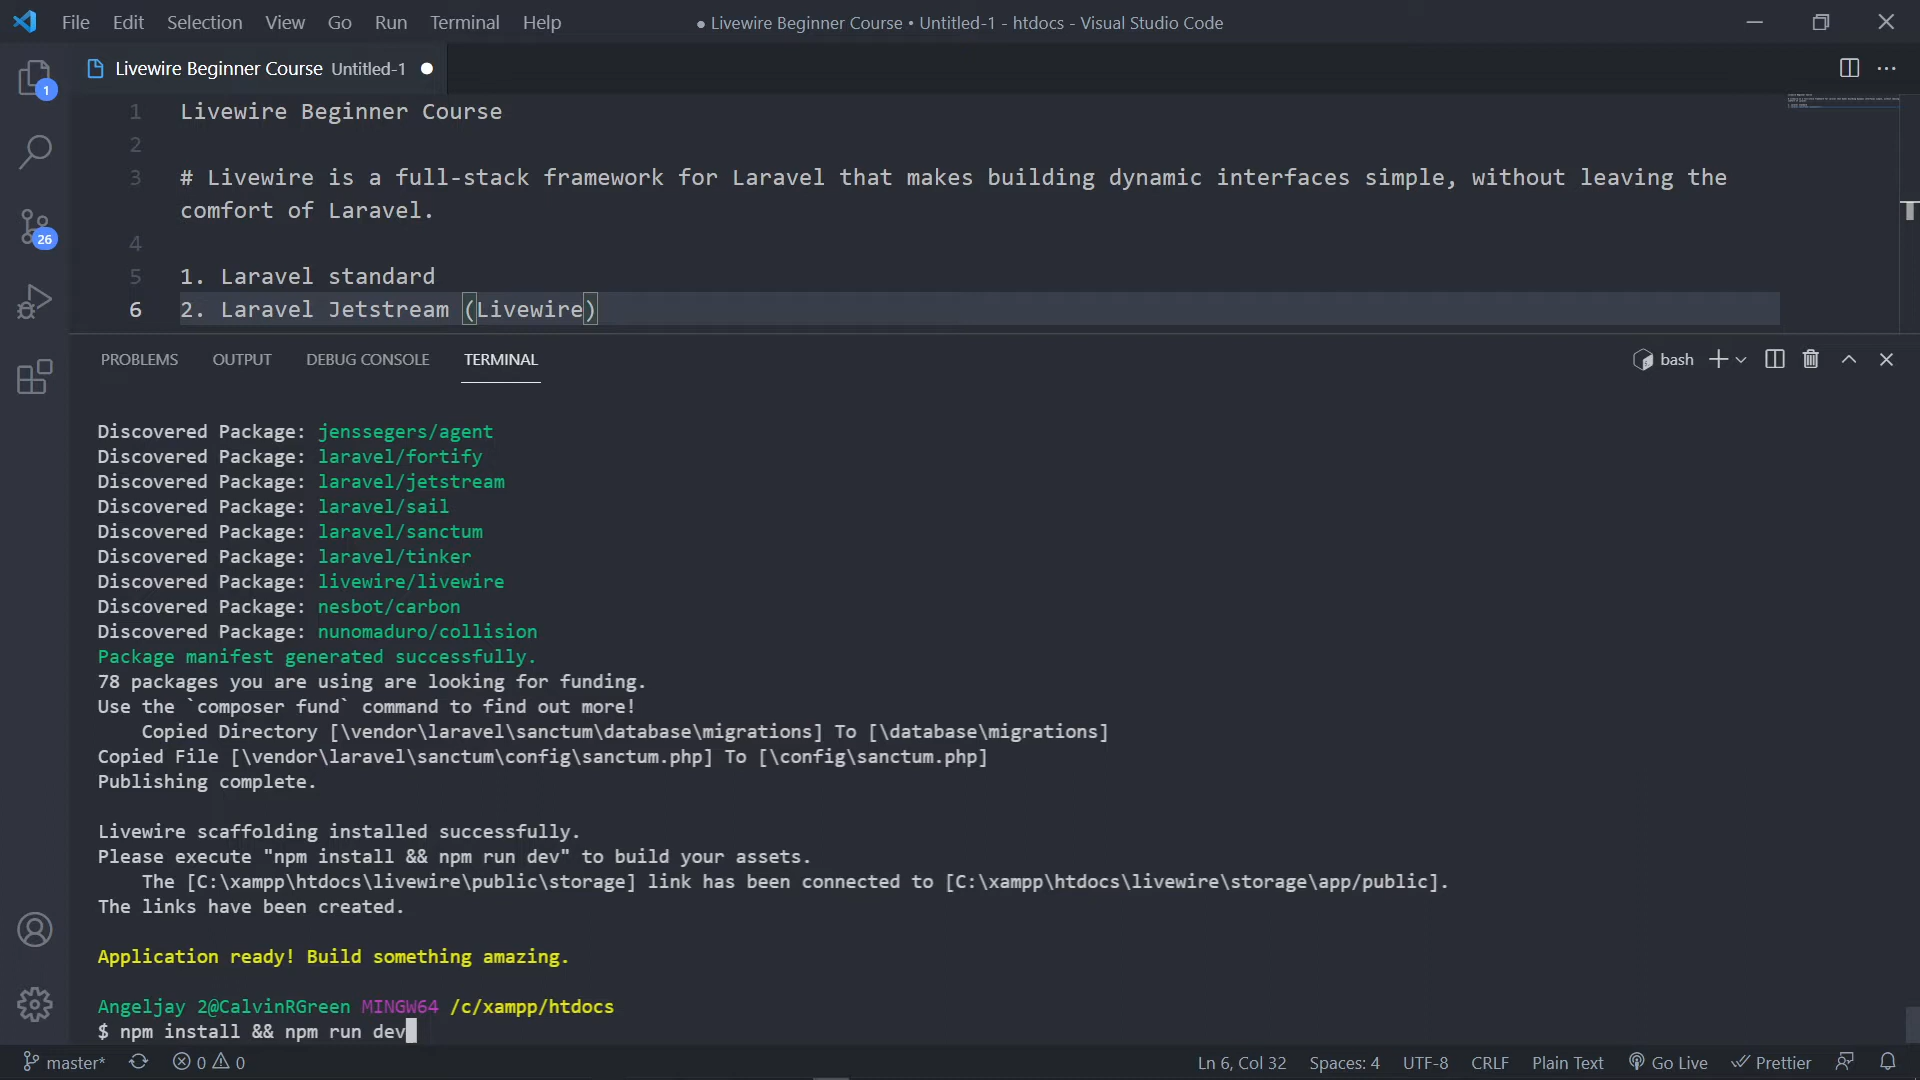 File Edit Selection View Go Run Terminal Help
● Livewire Beginner Course • Untitled-1 - htdocs - Visual Studio Code
Livewire Beginner Course Untitled-1
1
26
1 Livewire Beginner Course
2
3 # Livewire is a full-stack framework for Laravel that makes building dynamic interfaces simple, without leaving the
comfort of Laravel.
4
5 1. Laravel standard
6 2. Laravel Jetstream (Livewire)
PROBLEMS OUTPUT DEBUG CONSOLE TERMINAL
bash
Discovered Package: jenssegers/agent
Discovered Package: laravel/fortify
Discovered Package: laravel/jetstream
Discovered Package: laravel/sail
Discovered Package: laravel/sanctum
Discovered Package: laravel/tinker
Discovered Package: livewire/livewire
Discovered Package: nesbot/carbon
Discovered Package: nunomaduro/collision
Package manifest generated successfully.
78 packages you are using are looking for funding.
Use the `composer fund` command to find out more!
Copied Directory [\vendor\laravel\sanctum\database\migrations] To [\database\migrations]
Copied File [\vendor\laravel\sanctum\config\sanctum.php] To [\config\sanctum.php]
Publishing complete.
Livewire scaffolding installed successfully.
Please execute "npm install && npm run dev" to build your assets.
The [C:\xampp\htdocs\livewire\public\storage] link has been connected to [C:\xampp\htdocs\livewire\storage\app/public].
The links have been created.
Application ready! Build something amazing.
Angeljay 2@CalvinRGreen MINGW64 /c/xampp/htdocs
$ npm install && npm run dev
master* 0 0 Ln 6, Col 32 Spaces: 4 UTF-8 CRLF Plain Text Go Live Prettier